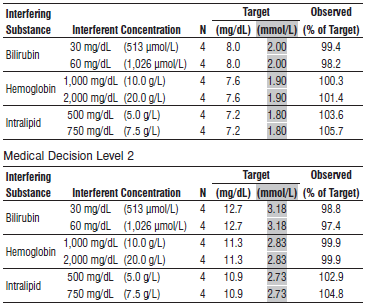 Interfering Target Observed
Substance Interferent Concentration N (mg/dL) (mmol/L) (% of Target)
Bilirubin 30 mg/dL (513 µmol/L) 4 8.0 2.00 99.4
60 mg/dL (1,026 µmol/L) 4 8.0 2.00 98.2
Hemoglobin 1,000 mg/dL (10.0 g/L) 4 7.6 1.90 100.3
2,000 mg/dL (20.0 g/L) 4 7.6 1.90 101.4
Intralipid 500 mg/dL (5.0 g/L) 4 7.2 1.80 103.6
750 mg/dL (7.5 g/L) 4 7.2 1.80 105.7
Medical Decision Level 2
Interfering Target Observed
Substance Interferent Concentration N (mg/dL) (mmol/L) (% of Target)
Bilirubin 30 mg/dL (513 µmol/L) 4 12.7 3.18 98.8
60 mg/dL (1,026 µmol/L) 4 12.7 3.18 97.4
Hemoglobin 1,000 mg/dL (10.0 g/L) 4 11.3 2.83 99.9
2,000 mg/dL (20.0 g/L) 4 11.3 2.83 99.9
Intralipid 500 mg/dL (5.0 g/L) 4 10.9 2.73 102.9
750 mg/dL (7.5 g/L) 4 10.9 2.73 104.8